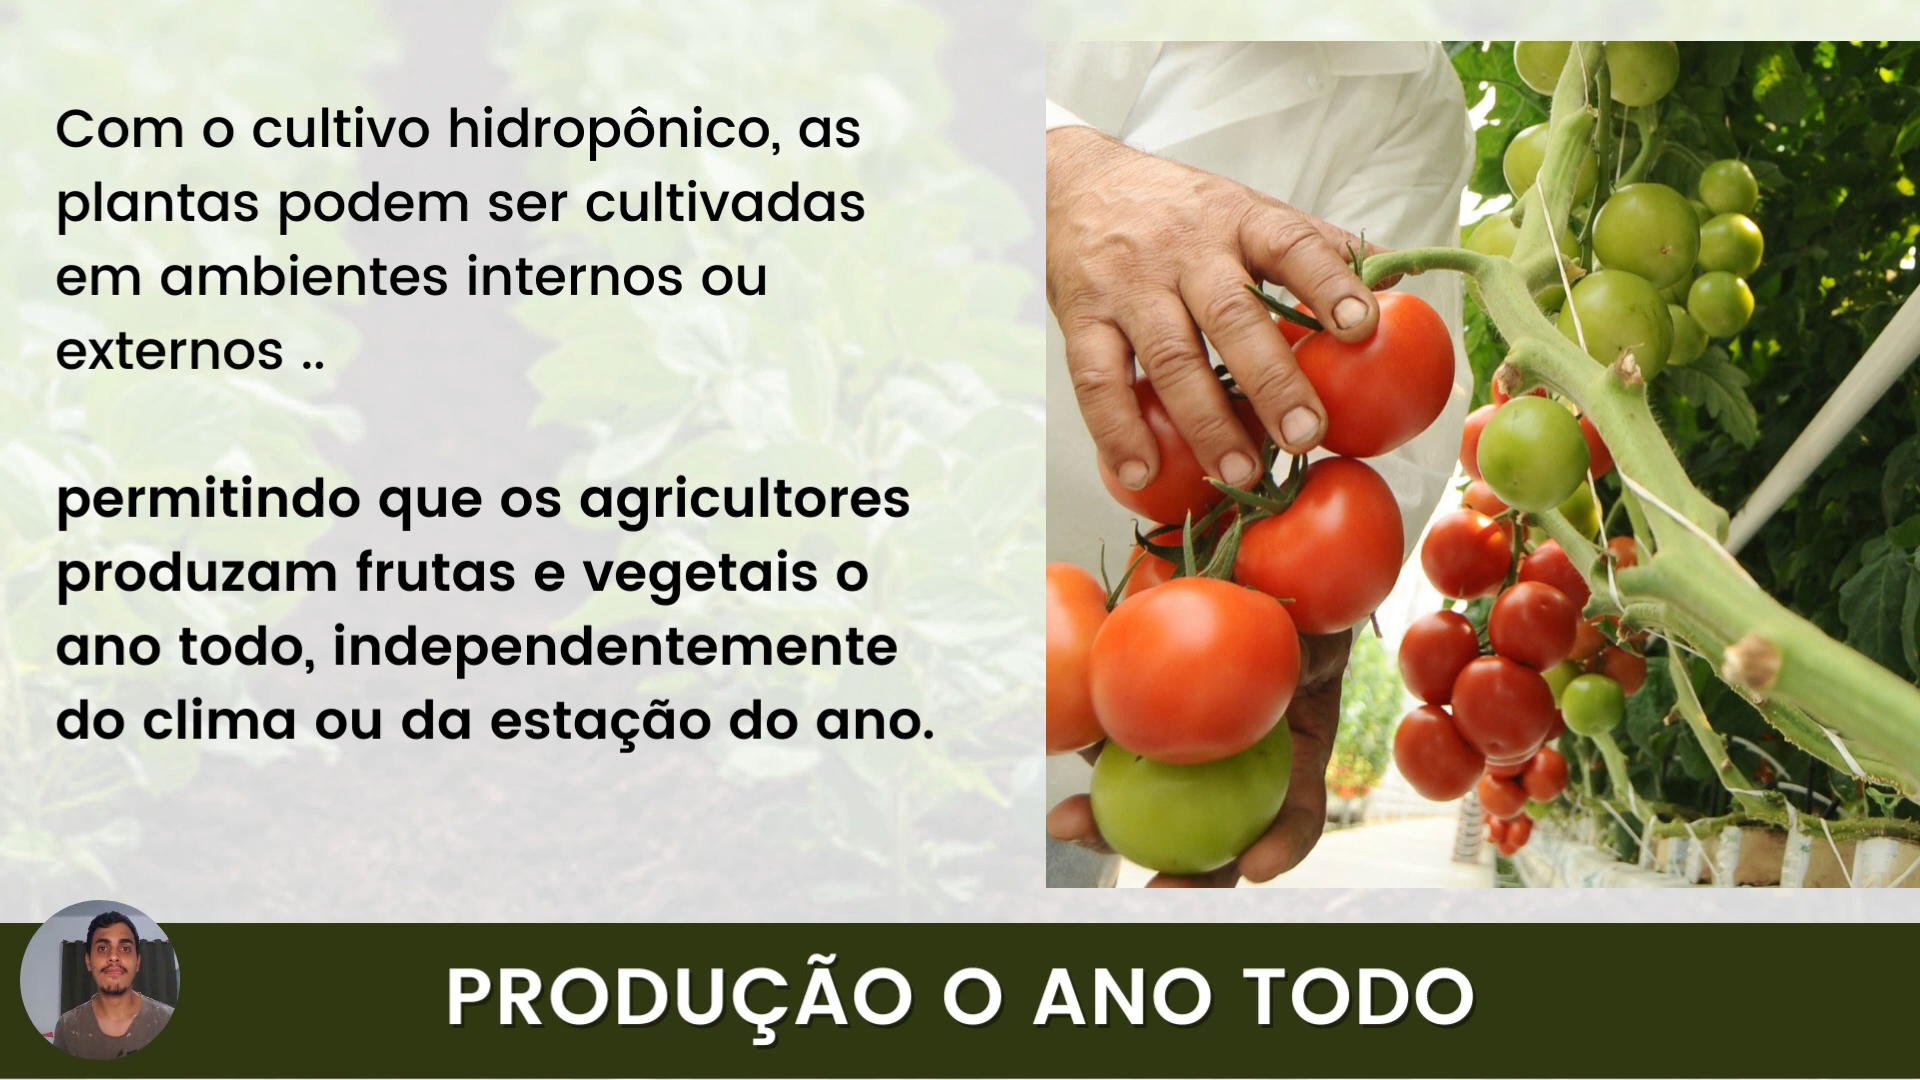 Com o cultivo hidropônico, as
plantas podem ser cultivadas
em ambientes internos ou
externos ..
permitindo que os agricultores
produzam frutas e vegetais o
ano todo, independentemente
do clima ou da estação do ano.
PRODUÇÃO O ANO TODO